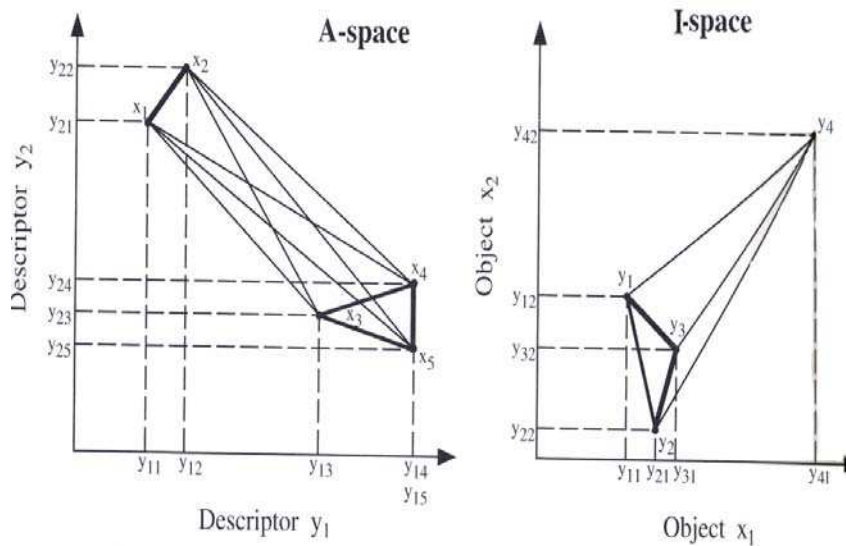 A-space
y22
x2
x1
y21
Descriptor y2
y24
x4
y23
x3
y25
x5
y11
y12
y13
y14
y15
Descriptor y1
I-space
y42
y4
Object x2
y1
y12
y3
y32
y22
y2
y11
y21
y31
y41
Object x1